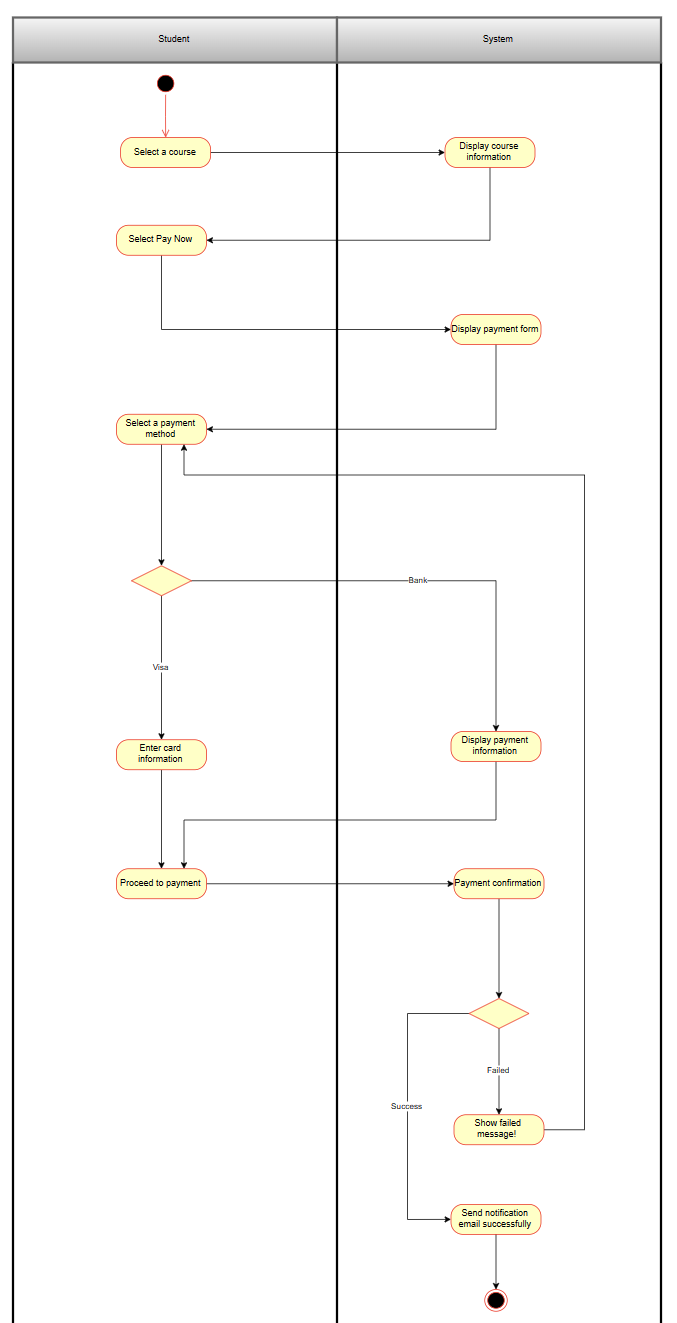 Student
System
Select a course
Display course
information
Select Pay Now
Display payment form
Select a payment
method
Bank
Visa
Enter card
information
Display payment
information
Proceed to payment
Payment confirmation
Failed
Success
Show failed
message!
Send notification
email successfully